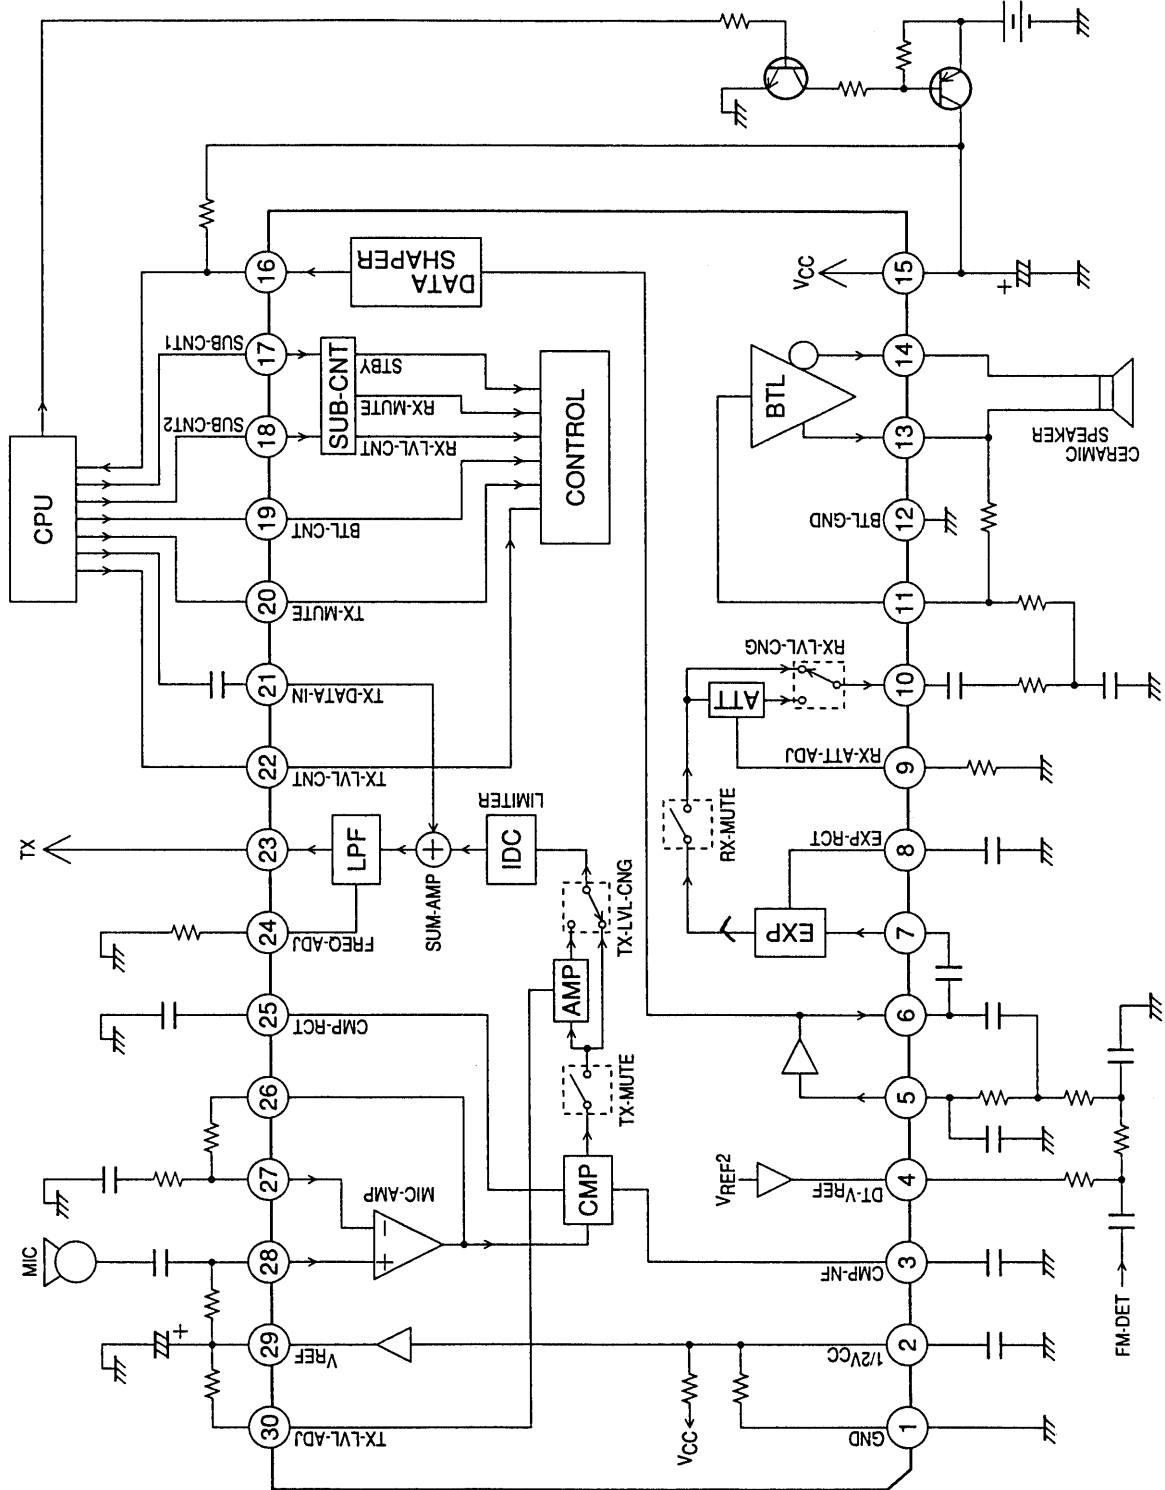 CPU
16
DATA
SHAPER
17
SUB-CNT1
18
SUB-CNT2
SUB-CNT
STBY
RX-MUTE
RX-LVL-CNT
19
BTL-CNT
20
TX-MUTE
CONTROL
21
TX-DATA-IN
22
TX-LVL-CNT
TX
23
LPF
+
SUM-AMP
IDC
LIMITER
24
FREQ-ADJ
TX-LVL-CNG
AMP
25
CMP-RCT
TX-MUTE
26
27
CMP
MIC-AMP
−
+
MIC
28
+
29
VREF
30
TX-LVL-ADJ
VCC
15
+
BTL
14
13
CERAMIC
SPEAKER
BTL-GND
12
11
RX-LVL-CNG
ATT
10
RX-ATT-ADJ
9
RX-MUTE
EXP-RCT
8
EXP
7
6
5
VREF2
DT-VREF
4
CMP-NF
3
FM-DET
1/2VCC
2
VCC
GND
1